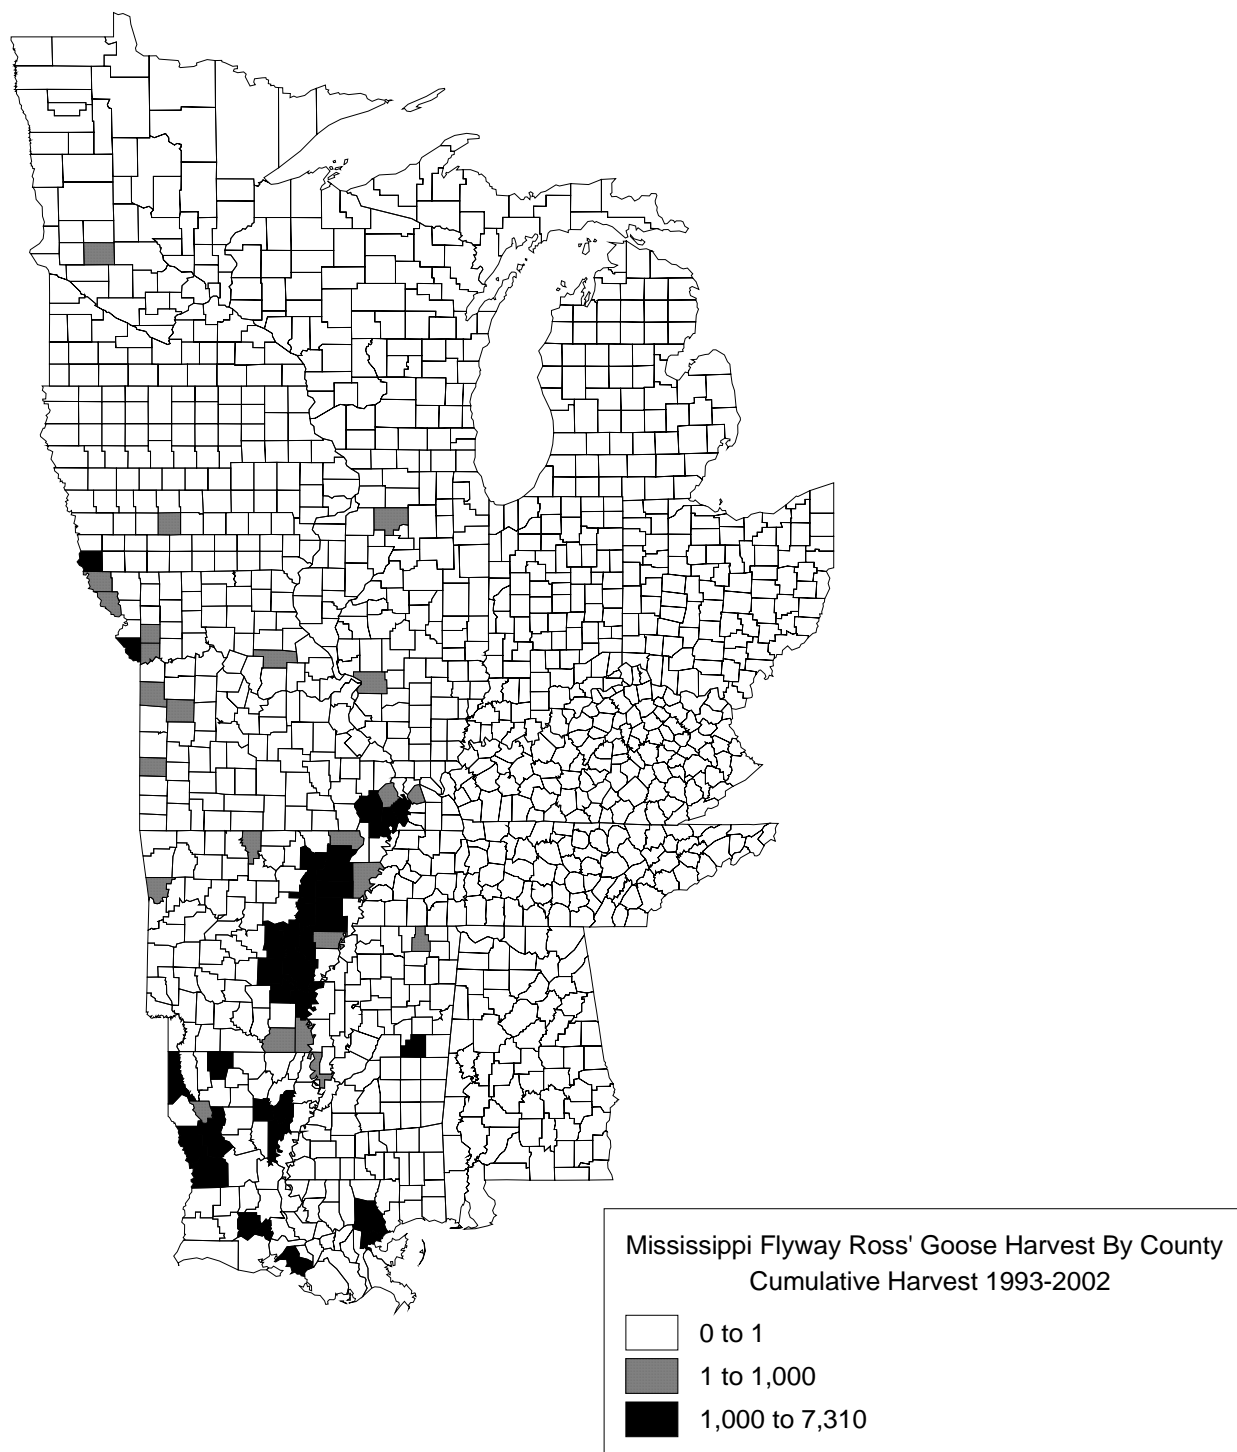 Mississippi Flyway Ross' Goose Harvest By County
Cumulative Harvest 1993-2002
0 to 1
1 to 1,000
1,000 to 7,310